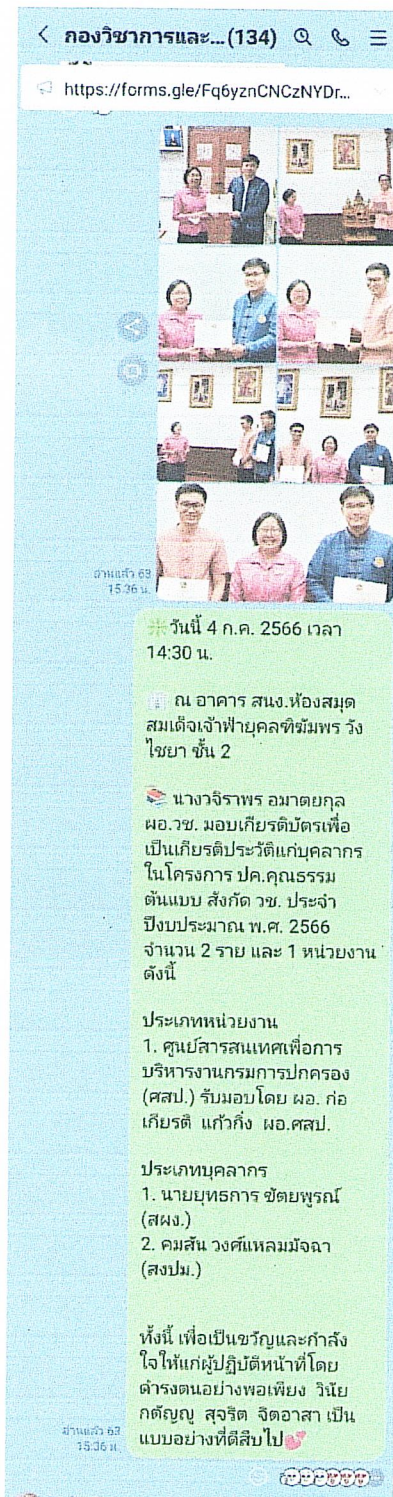 กองวิชาการและ...(134)
https://forms.gle/Fq6yznCNCzNYDr...
อ่านแล้ว 63
15:36 น.
วันนี้ 4 ก.ค. 2566 เวลา
14:30 น.
ณ อาคาร สนง.ห้องสมุด
สมเด็จเจ้าฟ้ายุคลฑิฆัมพร วัง
ไชยา ชั้น 2
📚 นางวจิราพร อมาตยกุล
ผอ.วช. มอบเกียรติบัตรเพื่อ
เป็นเกียรติประวัติแก่บุคลากร
ในโครงการ ปค.คุณธรรม
ต้นแบบ สังกัด วช. ประจำ
ปีงบประมาณ พ.ศ. 2566
จำนวน 2 ราย และ 1 หน่วยงาน
ดังนี้
ประเภทหน่วยงาน
1. ศูนย์สารสนเทศเพื่อการ
บริหารงานกรมการปกครอง
(ศสป.) รับมอบโดย ผอ. ก่อ
เกียรติ แก้วกิ่ง ผอ.ศสป.
ประเภทบุคลากร
1. นายยุทธการ ขัตยพูรณ์
(สผง.)
2. คมสัน วงศ์แหลมมัจฉา
(สงปม.)
ทั้งนี้ เพื่อเป็นขวัญและกำลัง
ใจให้แก่ผู้ปฏิบัติหน้าที่โดย
ดำรงตนอย่างพอเพียง วินัย
กตัญญู สุจริต จิตอาสา เป็น
แบบอย่างที่ดีสืบไป💕
อ่านแล้ว 63
15:36 น.